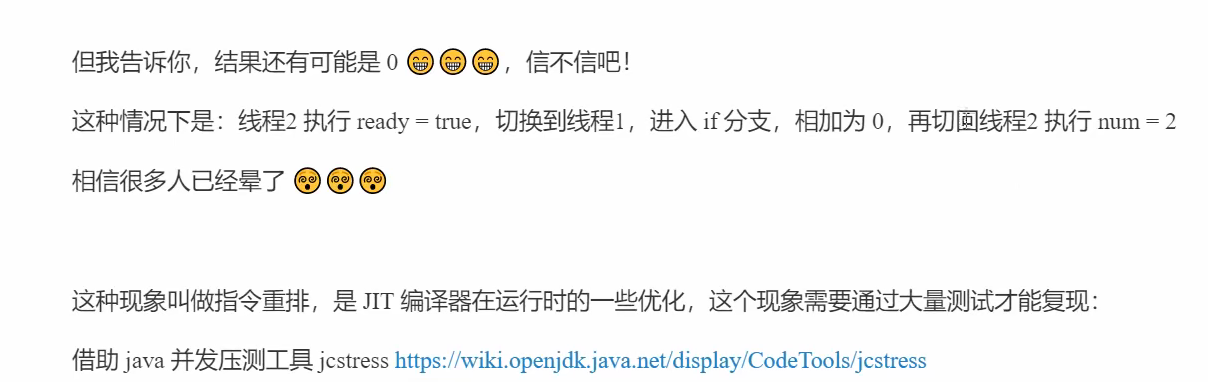 但我告诉你，结果还有可能是 0 😁😁😁，信不信吧！
这种情况下是：线程2 执行 ready = true，切换到线程1，进入 if 分支，相加为 0，再切回线程2 执行 num = 2
相信很多人已经晕了 😵😵😵
这种现象叫做指令重排，是 JIT 编译器在运行时的一些优化，这个现象需要通过大量测试才能复现：
借助 java 并发压测工具 jcstress https://wiki.openjdk.java.net/display/CodeTools/jcstress